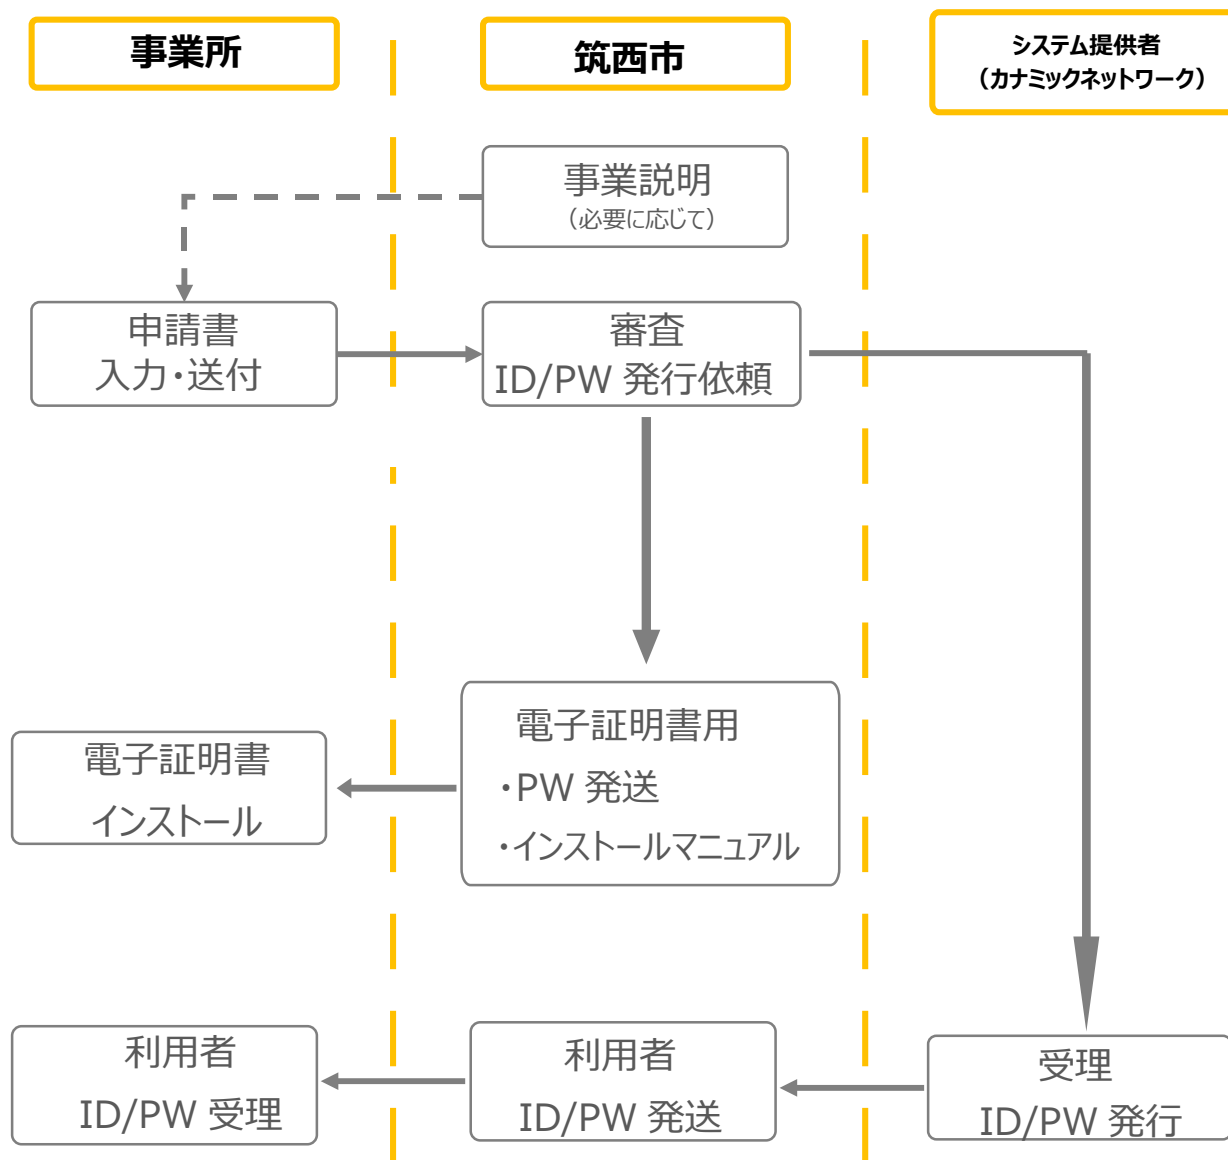 事業所
筑西市
システム提供者
（カナミックネットワーク）
事業説明
（必要に応じて）
申請書
入力・送付
審査
ID/PW 発行依頼
電子証明書用
・PW 発送
・インストールマニュアル
電子証明書
インストール
利用者
ID/PW 受理
利用者
ID/PW 発送
受理
ID/PW 発行